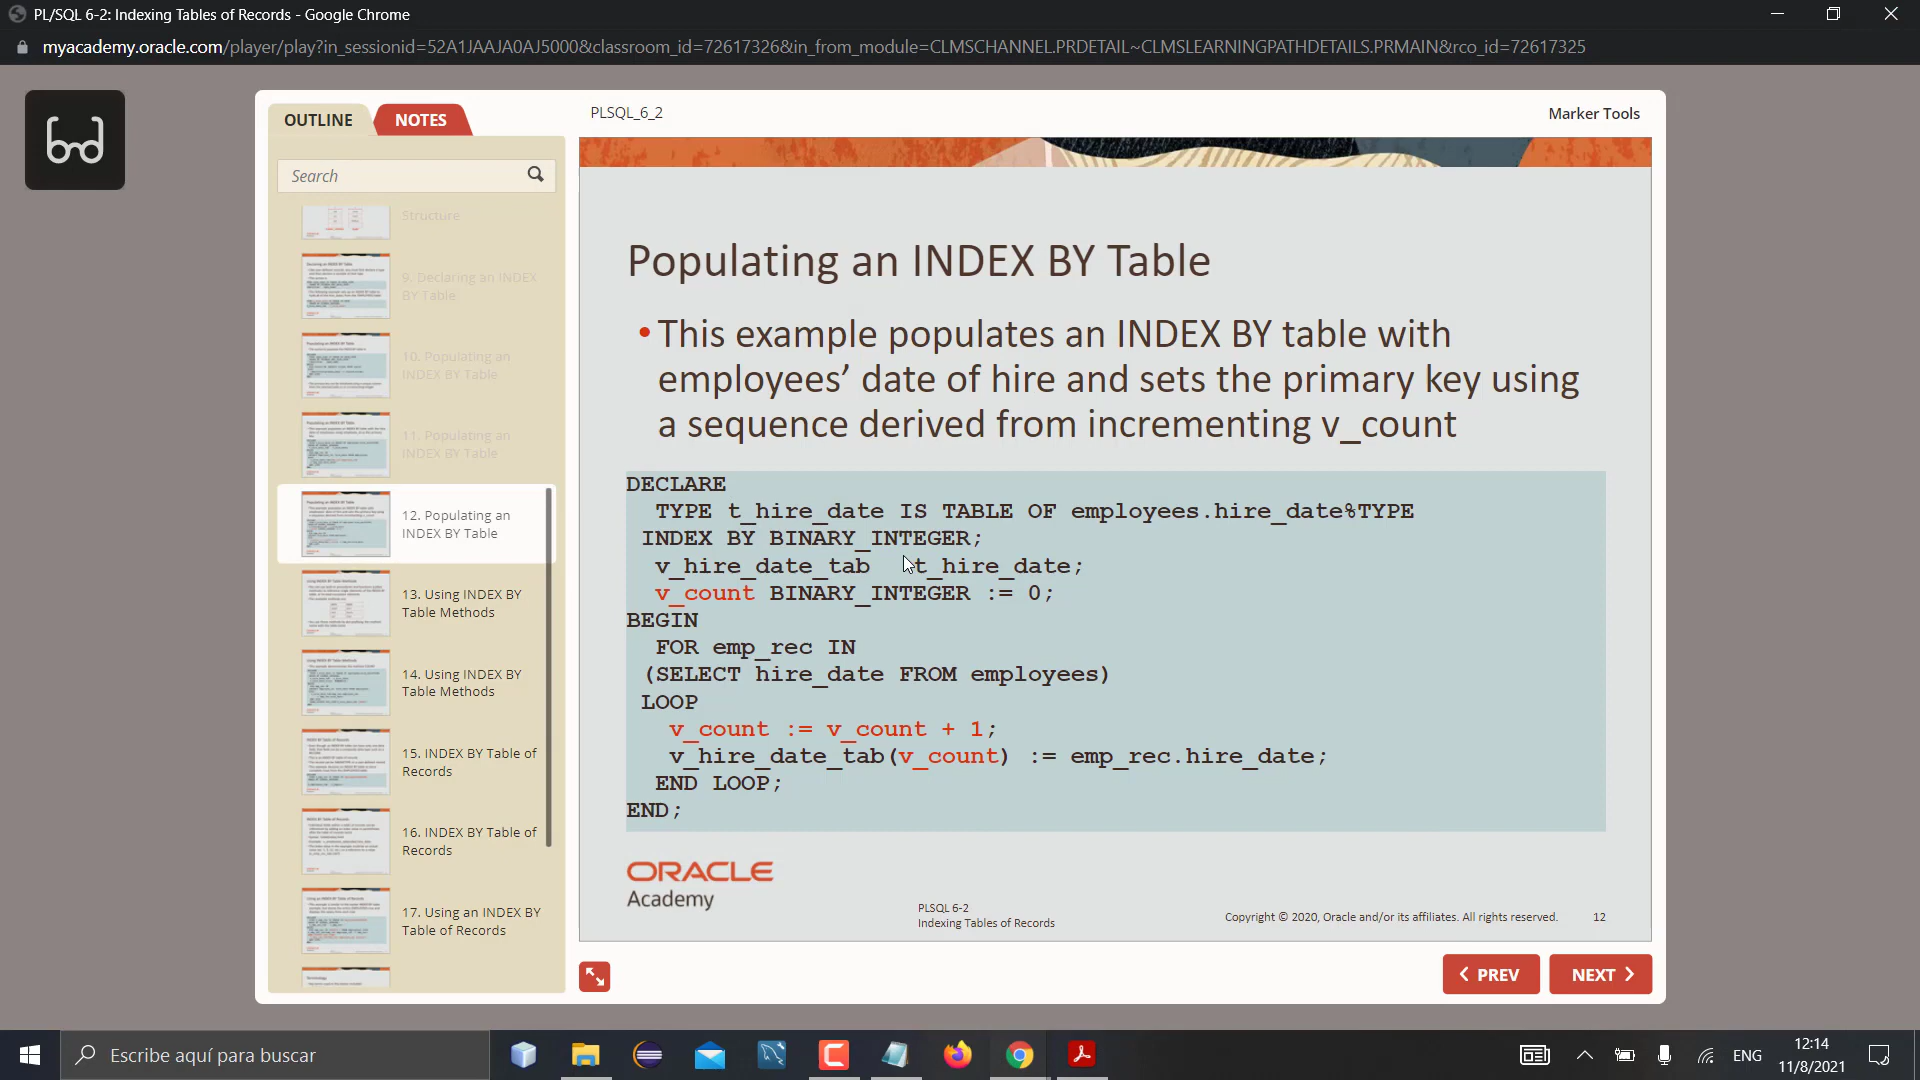 PL/SQL 6-2: Indexing Tables of Records - Google Chrome
myacademy.oracle.com/player/play?in_sessionid=52A1JAAJA0AJ5000&classroom_id=72617326&in_from_module=CLMSCHANNEL.PRDETAIL~CLMSLEARNINGPATHDETAILS.PRMAIN&rco_id=72617325
OUTLINE
NOTES
PLSQL_6_2
Marker Tools
Search
Structure
9. Declaring an INDEX
BY Table
10. Populating an
INDEX BY Table
11. Populating an
INDEX BY Table
12. Populating an
INDEX BY Table
13. Using INDEX BY
Table Methods
14. Using INDEX BY
Table Methods
15. INDEX BY Table of
Records
16. INDEX BY Table of
Records
17. Using an INDEX BY
Table of Records
Populating an INDEX BY Table
• This example populates an INDEX BY table with
employees’ date of hire and sets the primary key using
a sequence derived from incrementing v_count
DECLARE
TYPE t_hire_date IS TABLE OF employees.hire_date%TYPE
INDEX BY BINARY_INTEGER;
v_hire_date_tab t_hire_date;
v_count BINARY_INTEGER := 0;
BEGIN
FOR emp_rec IN
(SELECT hire_date FROM employees)
LOOP
v_count := v_count + 1;
v_hire_date_tab(v_count) := emp_rec.hire_date;
END LOOP;
END;
ORACLE
Academy
PLSQL 6-2
Indexing Tables of Records
Copyright © 2020, Oracle and/or its affiliates. All rights reserved.
12
PREV
NEXT
Escribe aquí para buscar
ENG
12:14
11/8/2021